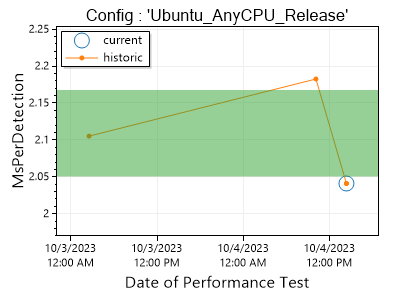 Config : 'Ubuntu_AnyCPU_Release'
current
historic
MsPerDetection
2.25
2.2
2.15
2.1
2.05
2
10/3/2023
12:00 AM
10/3/2023
12:00 PM
10/4/2023
12:00 AM
10/4/2023
12:00 PM
Date of Performance Test